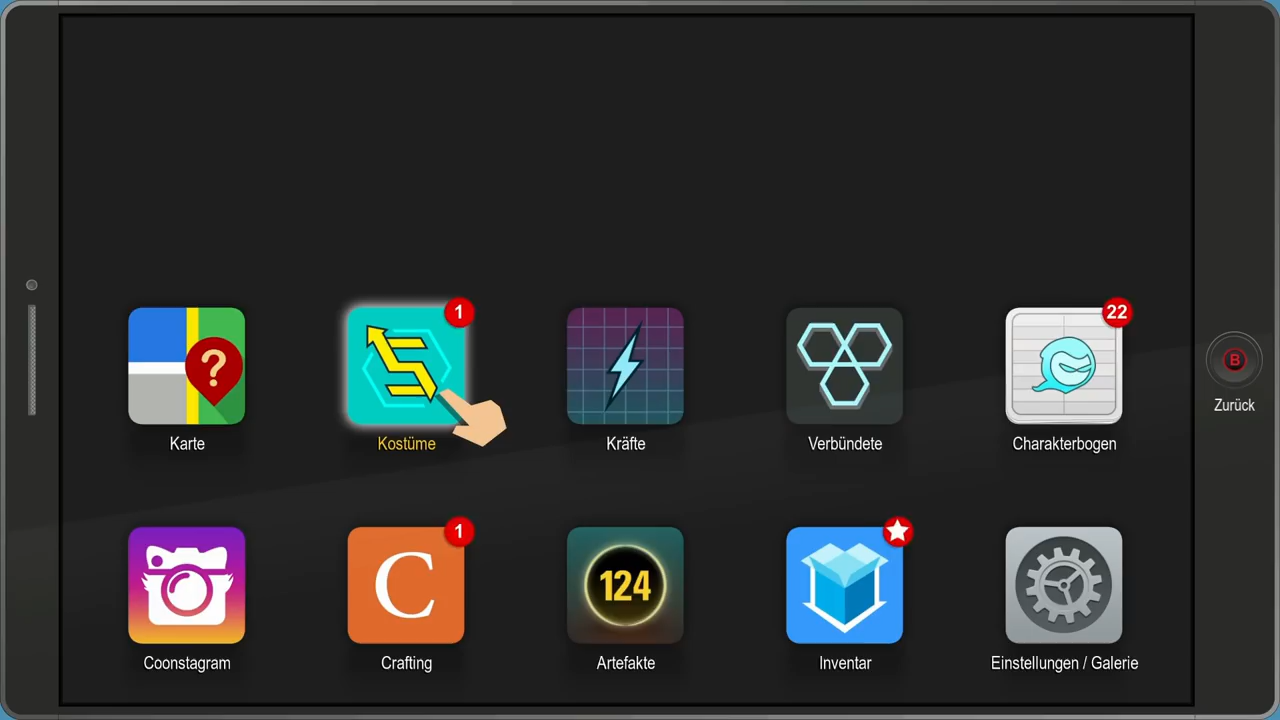 1
22
?
B
Karte
Kostüme
Kräfte
Verbündete
Charakterbogen
Zurück
1
C
124
Coonstagram
Crafting
Artefakte
Inventar
Einstellungen / Galerie